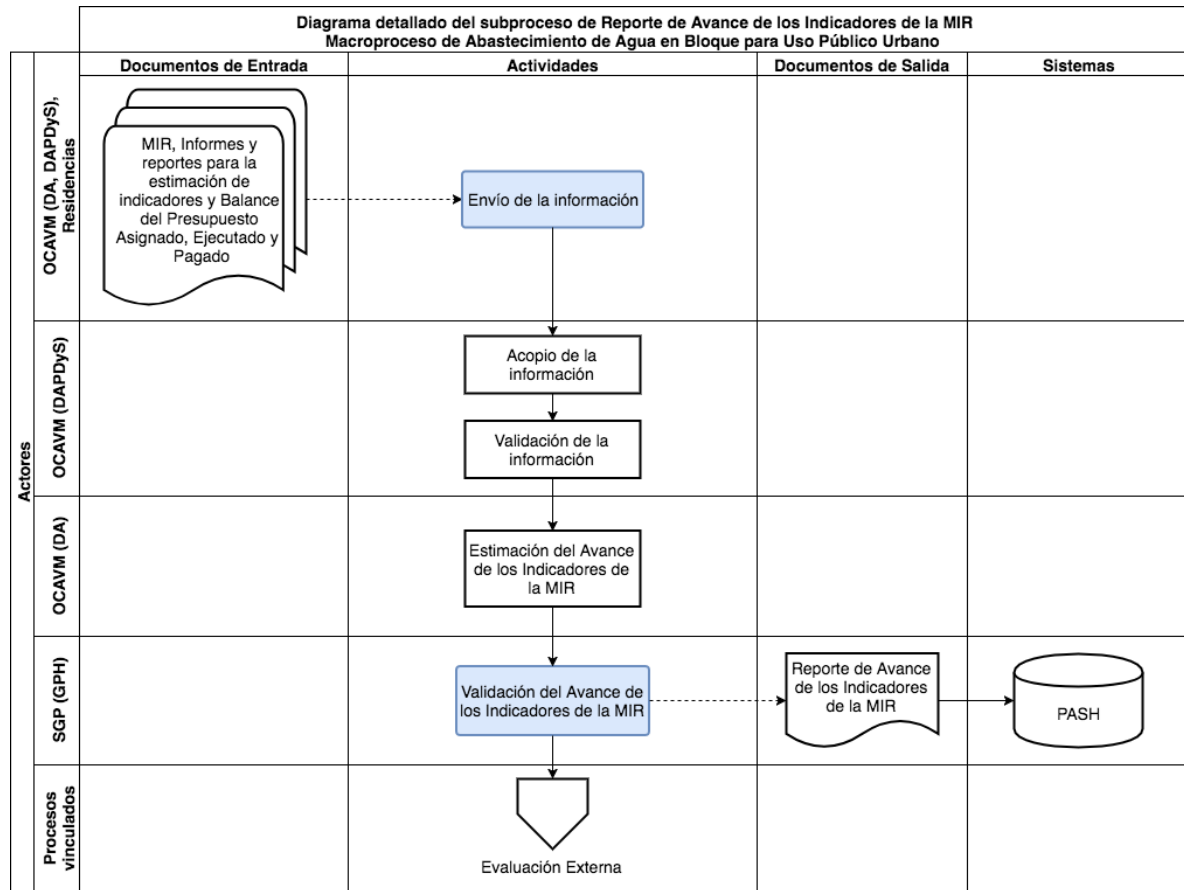 Diagrama detallado del subproceso de Reporte de Avance de los Indicadores de la MIR
Macroproceso de Abastecimiento de Agua en Bloque para Uso Público Urbano
Documentos de Entrada
Actividades
Documentos de Salida
Sistemas
Actores
OCAVM (DA, DAPDyS),
Residencias
MIR, Informes y
reportes para la
estimación de
indicadores y Balance
del Presupuesto
Asignado, Ejecutado y
Pagado
Envío de la información
OCAVM (DAPDyS)
Acopio de la
información
Validación de la
información
OCAVM (DA)
Estimación del Avance
de los Indicadores de
la MIR
SGP (GPH)
Validación del Avance de
los Indicadores de la MIR
Reporte de Avance
de los Indicadores
de la MIR
PASH
Procesos
vinculados
Evaluación Externa